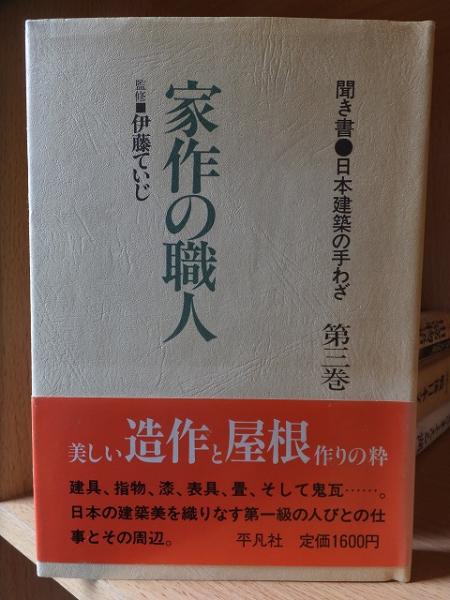 聞き書●日本建築の手わざ 第三巻
家作の職人
監修■伊藤ていじ
美しい造作と屋根作りの粋
建具、指物、漆、表具、畳、そして鬼瓦……。
日本の建築美を織りなす第一級の人びとの仕
事とその周辺。 平凡社 定価1600円